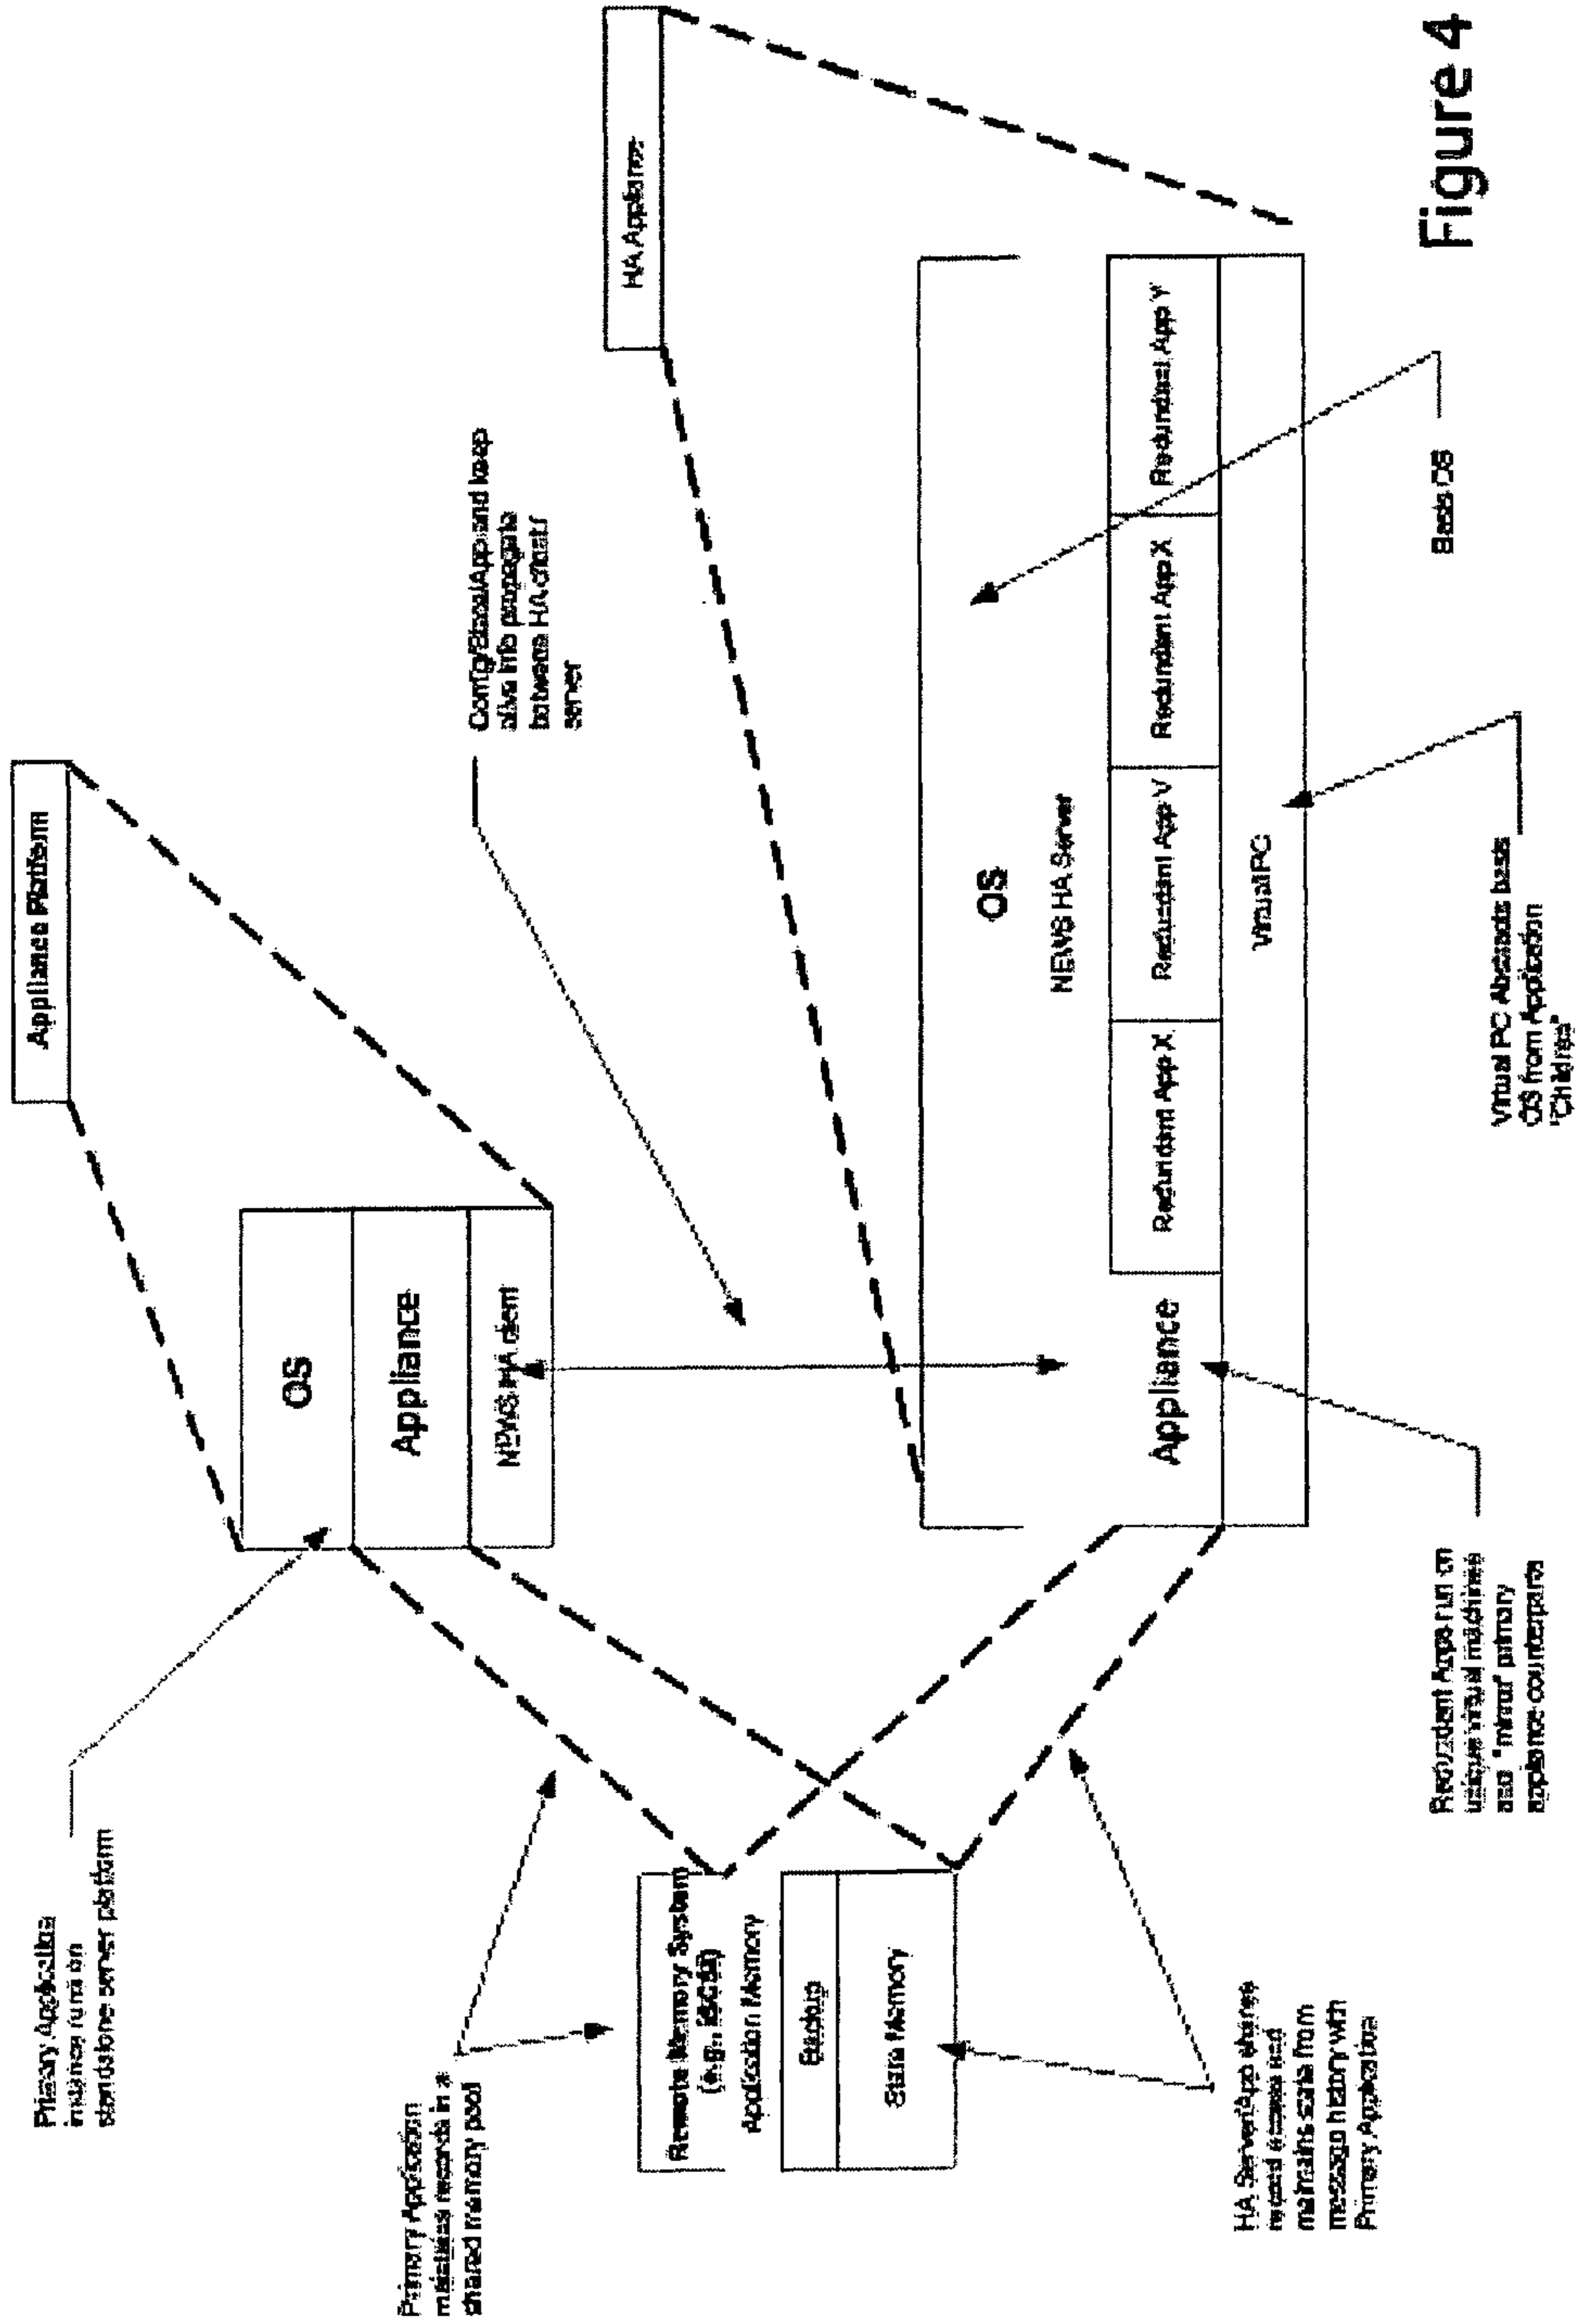 Appliance Platform
Primary Application
instance runs on
standalone server platform
OS
Appliance
NEWS HA client
Config/State/App and keep
alive info propagate
between HA client/
server
HA Appliance
Primary Application
maintains records in a
shared memory pool
Remote Memory System
(e.g.
Application Memory
Backup
State Memory
OS
NEWS HA Server
Appliance
Redundant App X
Redundant App V
Redundant App X
Redundant App Y
Virtual PC
HA Server/App shares
record access and
maintains state from
message history with
Primary Application
Redundant Apps run on
unique virtual machines
and "mirror" primary
appliance counterparts
Virtual PC Abstracts basis
OS from Application
"Children"
Basis OS
Figure 4